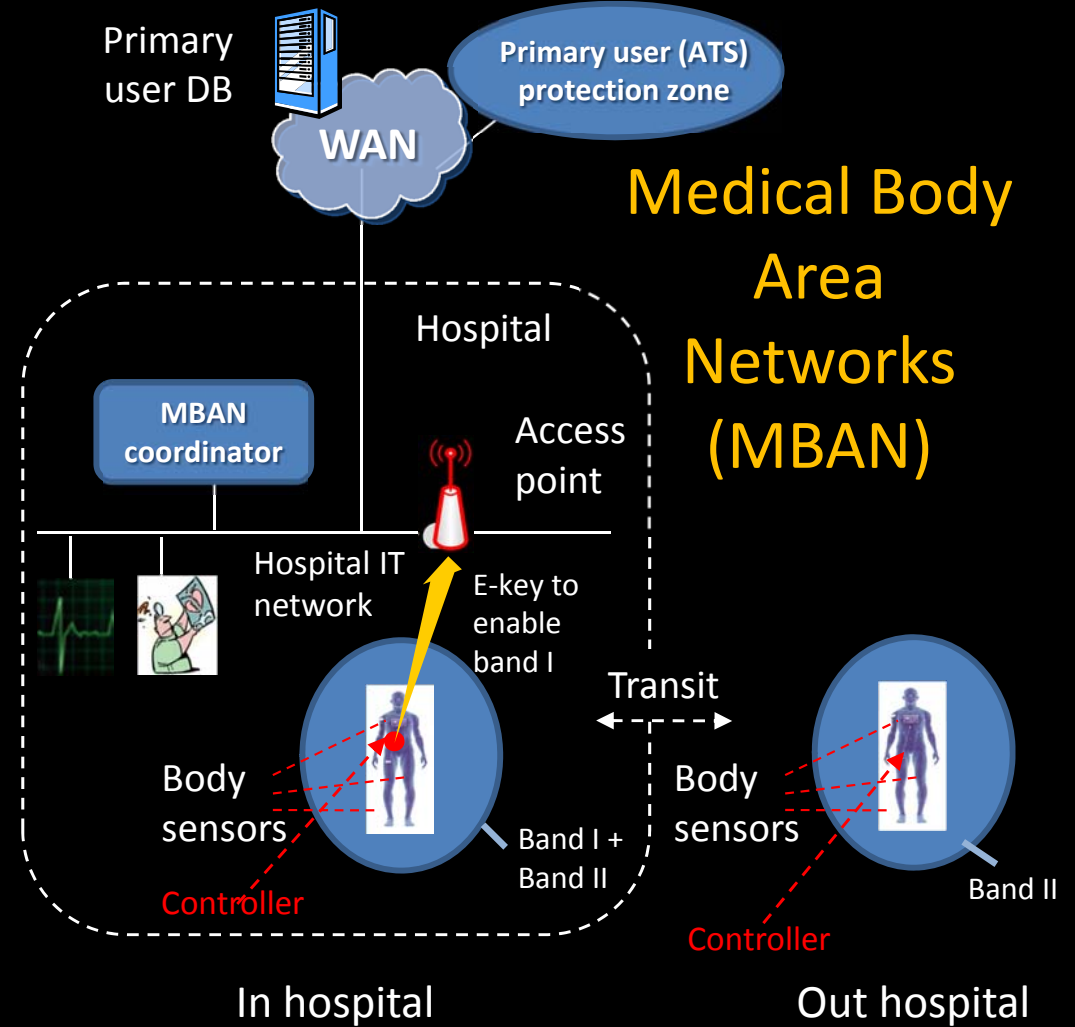 Primary
user DB
Primary user (ATS)
protection zone
WAN
Medical Body
Area
Networks
(MBAN)
Hospital
MBAN
coordinator
Access
point
Hospital IT
network
E-key to
enable
band I
Transit
Body
sensors
Controller
Band I +
Band II
Body
sensors
Controller
Band II
In hospital
Out hospital